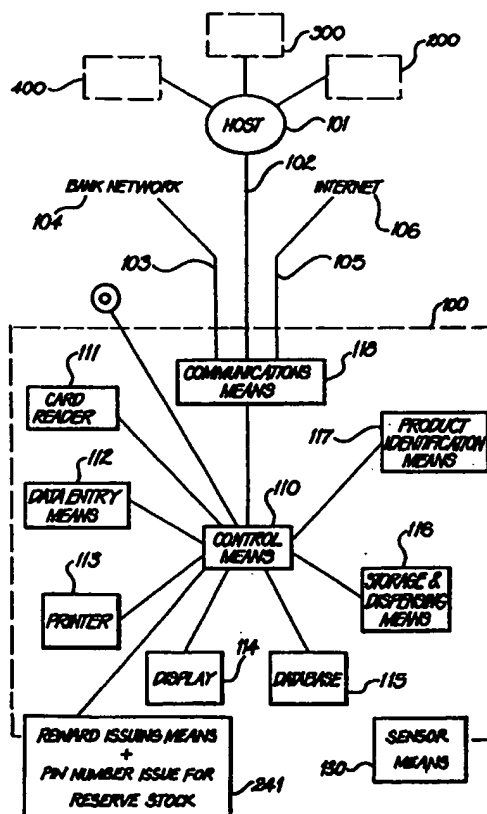 300
400
200
HOST
101
102
BANK NETWORK
104
INTERNET
106
103
105
100
COMMUNICATIONS
MEANS
118
111
CARD
READER
117
PRODUCT
IDENTIFICATION
MEANS
112
DATA ENTRY
MEANS
110
CONTROL
MEANS
116
STORAGE &
DISPENSING
MEANS
113
PRINTER
DISPLAY
114
DATABASE
115
REWARD ISSUING MEANS
+
PIN NUMBER ISSUE FOR
RESERVE STOCK
241
SENSOR
MEANS
130